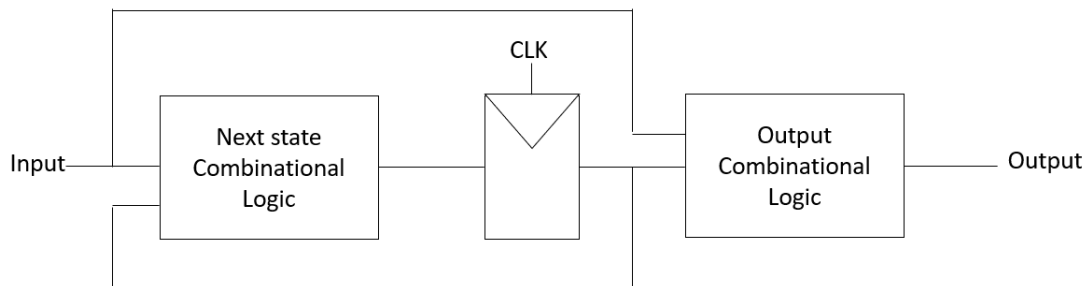 CLK
Input
Next state
Combinational
Logic
Output
Combinational
Logic
Output